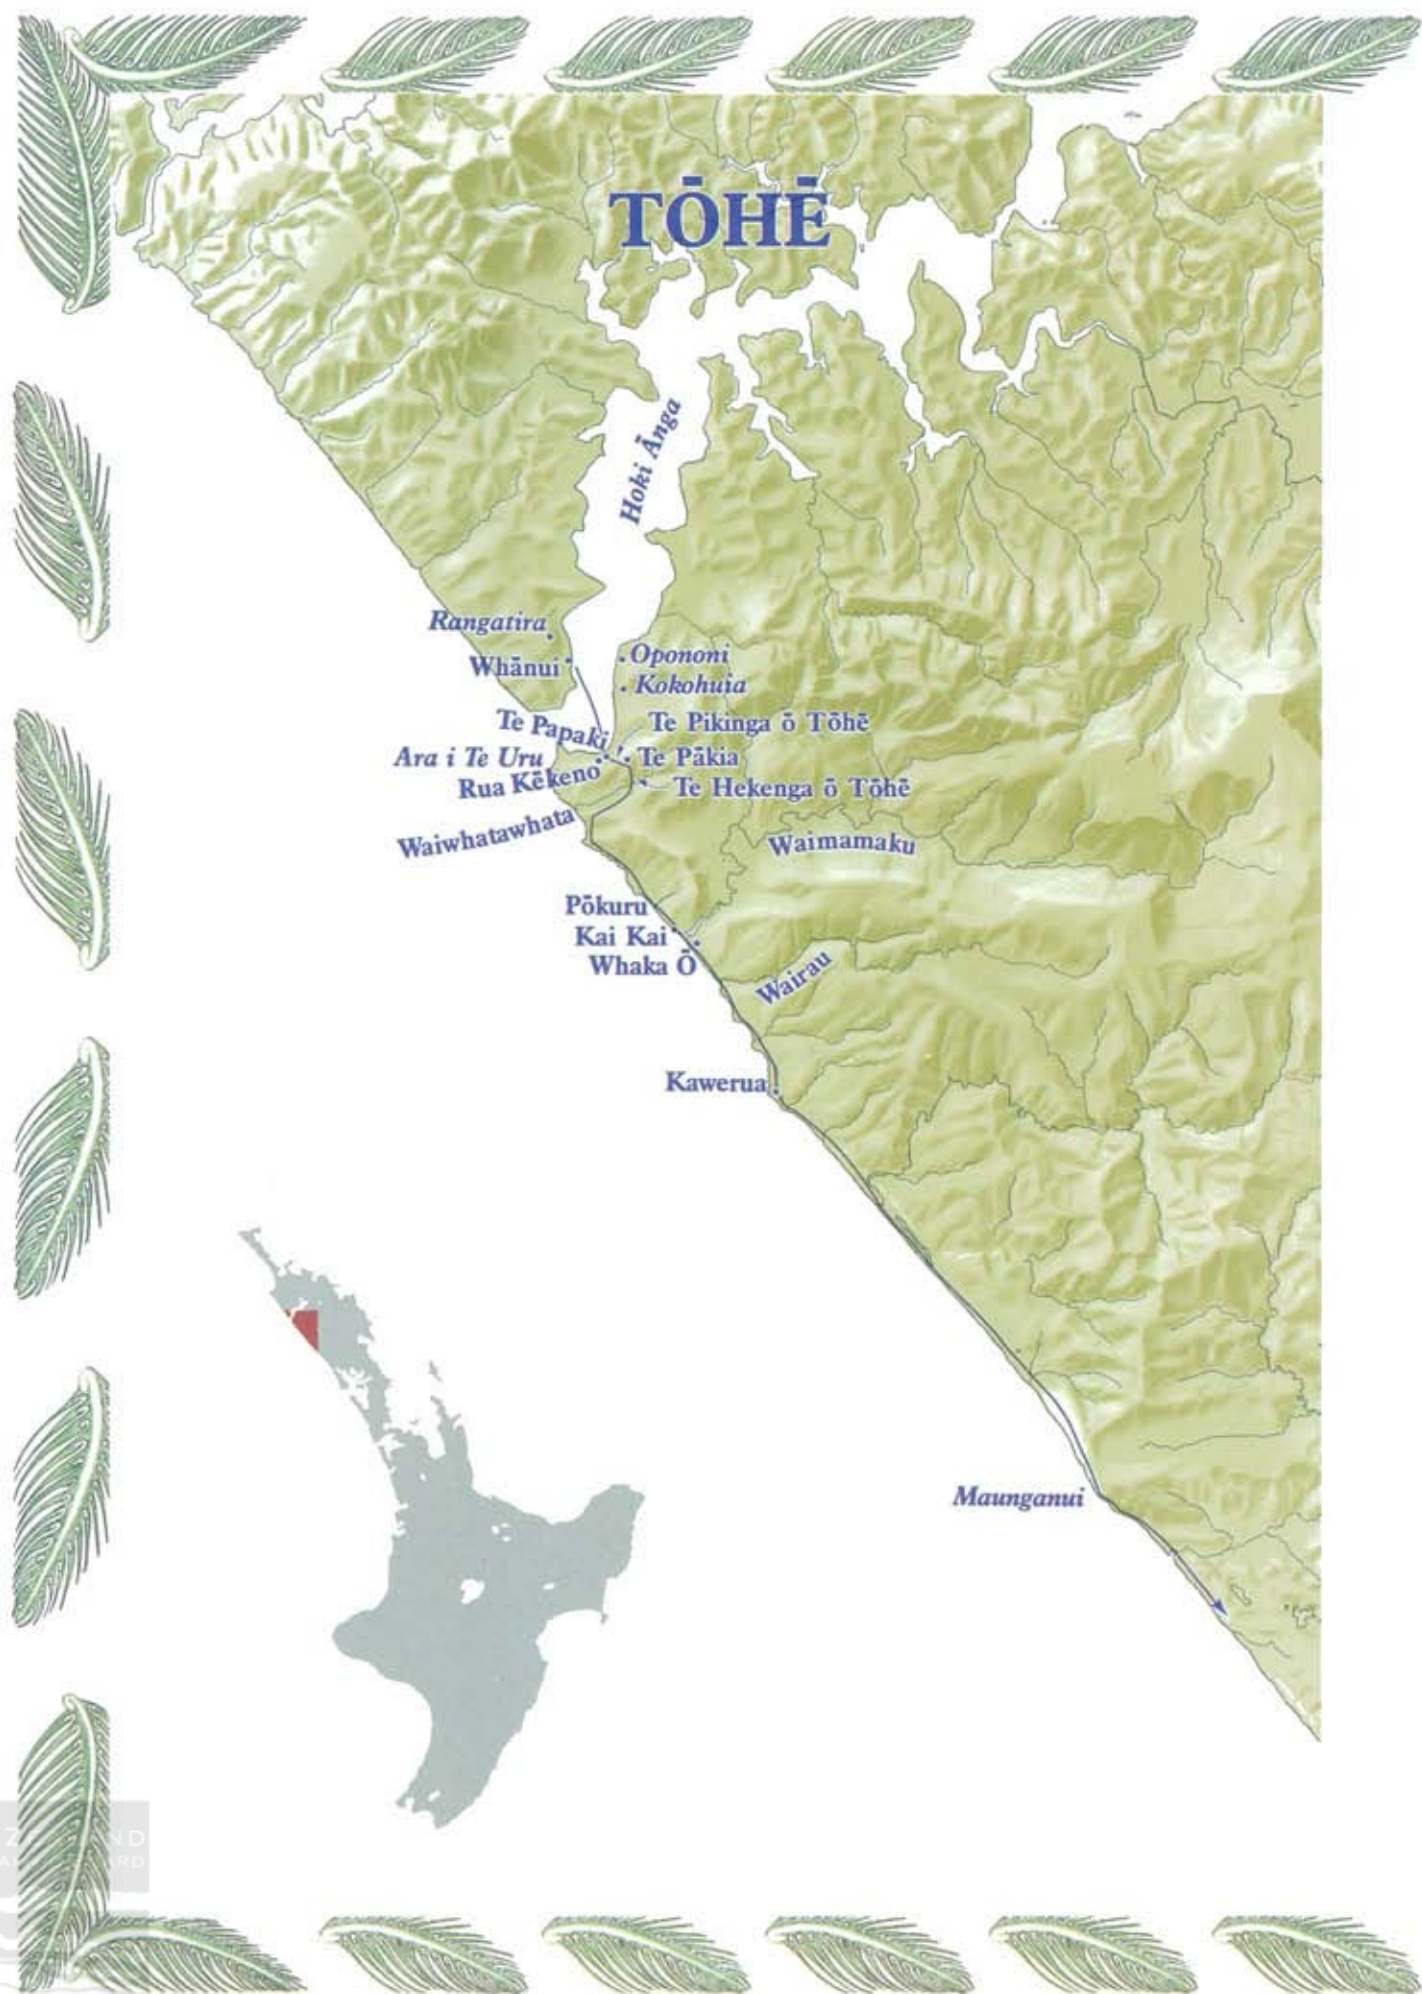 TŌHĒ
Hoki Ānga
Rangatira
Whānui
Opononi
Kokohuia
Te Papaki
Te Pikinga ō Tōhē
Ara i Te Uru
Te Pākia
Rua Kēkeno
Te Hekenga ō Tōhē
Waiwhatawhata
Waimamaku
Pōkuru
Kai Kai
Whaka Ō
Wairau
Kawerua
Maunganui